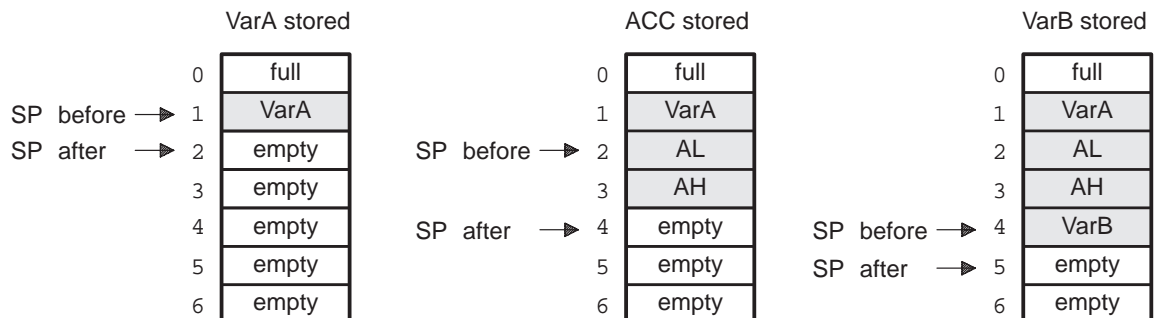 VarA stored
0 full
SP before 1 VarA
SP after 2 empty
3 empty
4 empty
5 empty
6 empty
ACC stored
0 full
1 VarA
SP before 2 AL
3 AH
SP after 4 empty
5 empty
6 empty
VarB stored
0 full
1 VarA
2 AL
3 AH
SP before 4 VarB
SP after 5 empty
6 empty